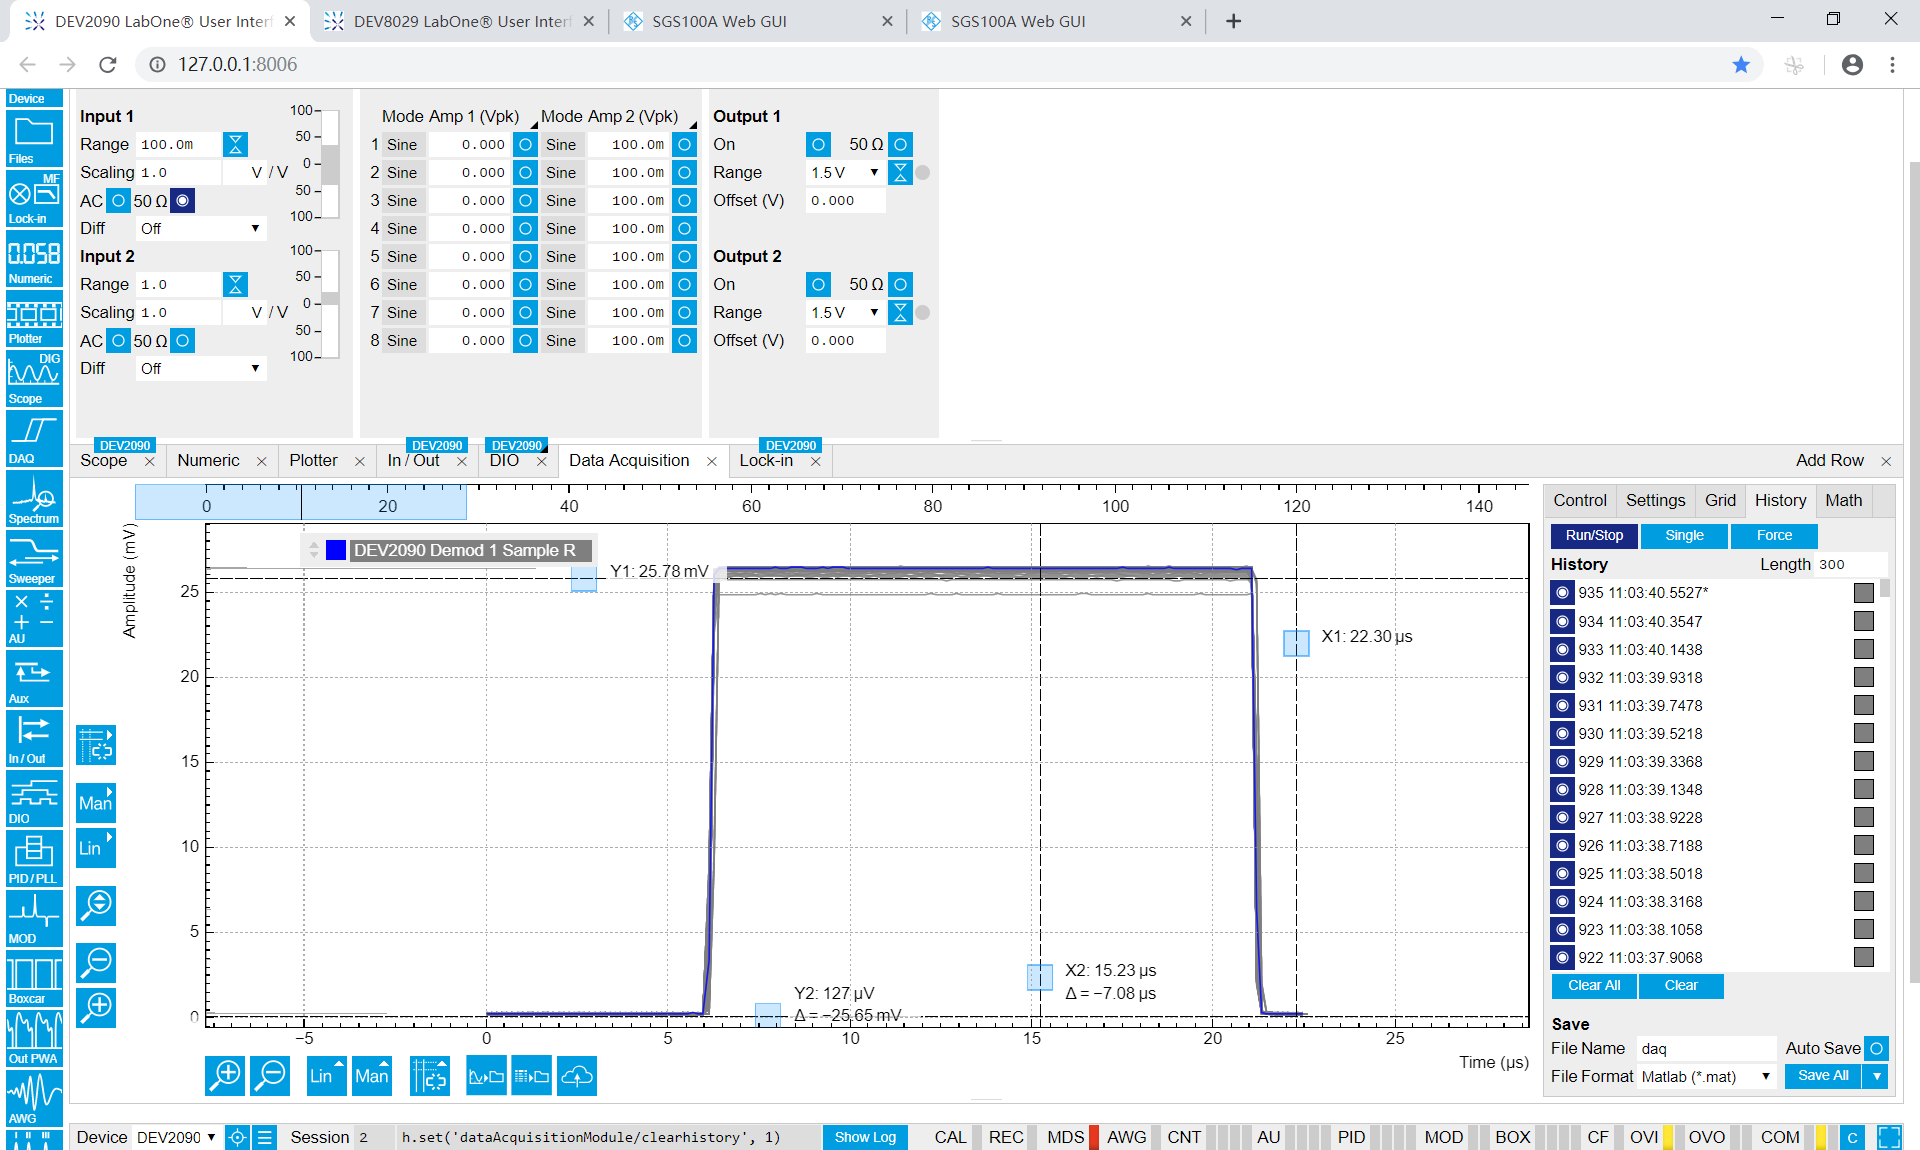 DEV2090 LabOne® User Interf
DEV8029 LabOne® User Interf
SGS100A Web GUI
SGS100A Web GUI
127.0.0.1:8006
Device
Files
MF
Lock-in
0.058
Numeric
Plotter
DIG
Scope
DAQ
Spectrum
Sweeper
AU
Aux
In / Out
DIO
PID / PLL
MOD
Boxcar
Out PWA
AWG
Input 1
Range 100.0m
Scaling 1.0 V / V
AC 50 Ω
Diff Off
100
50
0
50
100
Input 2
Range 1.0
Scaling 1.0 V / V
AC 50 Ω
Diff Off
100
50
0
50
100
Mode Amp 1 (Vpk) Mode Amp 2 (Vpk)
1 Sine 0.000 Sine 100.0m
2 Sine 0.000 Sine 100.0m
3 Sine 0.000 Sine 100.0m
4 Sine 0.000 Sine 100.0m
5 Sine 0.000 Sine 100.0m
6 Sine 0.000 Sine 100.0m
7 Sine 0.000 Sine 100.0m
8 Sine 0.000 Sine 100.0m
Output 1
On 50 Ω
Range 1.5 V
Offset (V) 0.000
Output 2
On 50 Ω
Range 1.5 V
Offset (V) 0.000
DEV2090 DEV2090 DEV2090 DEV2090
Scope Numeric Plotter In / Out DIO Data Acquisition Lock-in Add Row
0 20 40 60 80 100 120 140
Amplitude (mV)
DEV2090 Demod 1 Sample R
Y1: 25.78 mV
X1: 22.30 µs
X2: 15.23 µs
Δ = −7.08 µs
Y2: 127 µV
Δ = −25.65 mV
25
20
15
10
5
0
−5 0 5 10 15 20 25
Time (µs)
Man
Lin
Lin Man
Control Settings Grid History Math
Run/Stop Single Force
History Length 300
935 11:03:40.5527*
934 11:03:40.3547
933 11:03:40.1438
932 11:03:39.9318
931 11:03:39.7478
930 11:03:39.5218
929 11:03:39.3368
928 11:03:39.1348
927 11:03:38.9228
926 11:03:38.7188
925 11:03:38.5018
924 11:03:38.3168
923 11:03:38.1058
922 11:03:37.9068
Clear All Clear
Save
File Name daq Auto Save
File Format Matlab (*.mat) Save All
Device DEV2090 Session 2 h.set('dataAcquisitionModule/clearhistory', 1) Show Log CAL REC MDS AWG CNT AU PID MOD BOX CF OVI OVO COM C